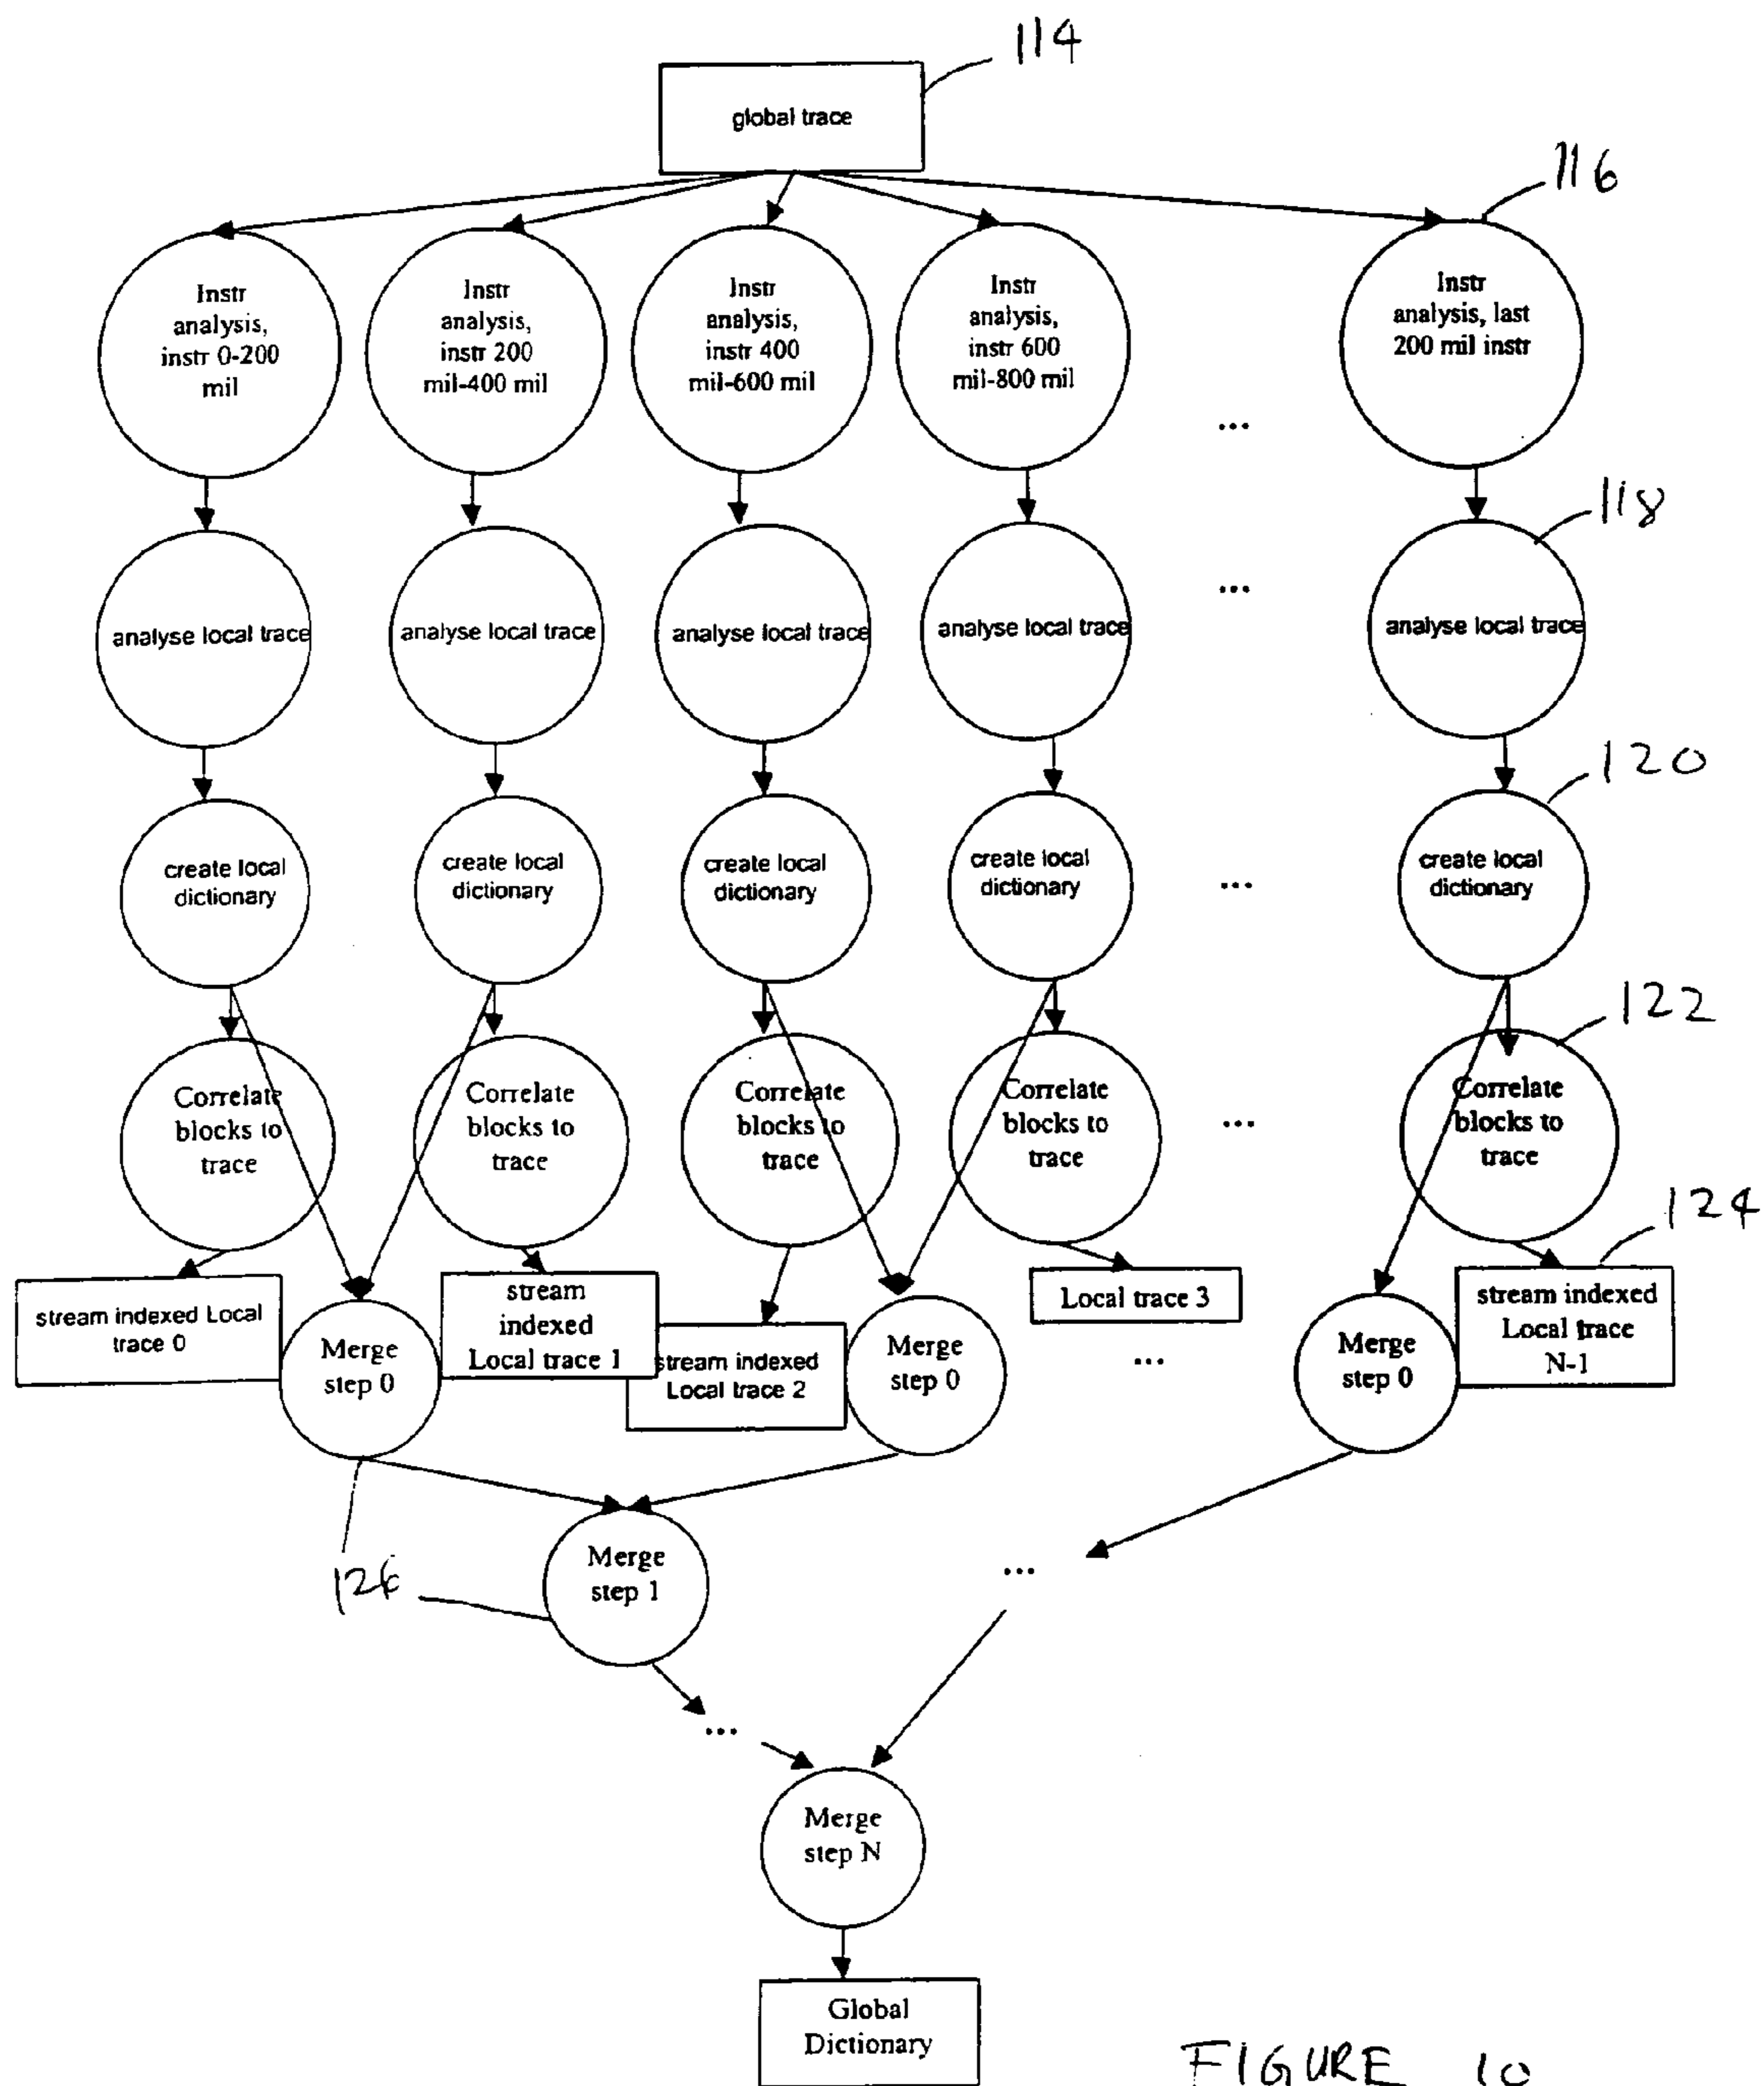 114
global trace
116
Instr
analysis,
instr 0-200
mil
Instr
analysis,
instr 200
mil-400 mil
Instr
analysis,
instr 400
mil-600 mil
Instr
analysis,
instr 600
mil-800 mil
...
Instr
analysis, last
200 mil instr
118
analyse local trace
analyse local trace
analyse local trace
analyse local trace
...
analyse local trace
120
create local
dictionary
create local
dictionary
create local
dictionary
create local
dictionary
...
create local
dictionary
122
Correlate
blocks to
trace
Correlate
blocks to
trace
Correlate
blocks to
trace
Correlate
blocks to
trace
...
Correlate
blocks to
trace
124
stream indexed Local
trace 0
Merge
step 0
stream
indexed
Local trace 1
stream indexed
Local trace 2
Merge
step 0
Local trace 3
...
Merge
step 0
stream indexed
Local trace
N-1
126
Merge
step 1
...
...
Merge
step N
Global
Dictionary
FIGURE 10